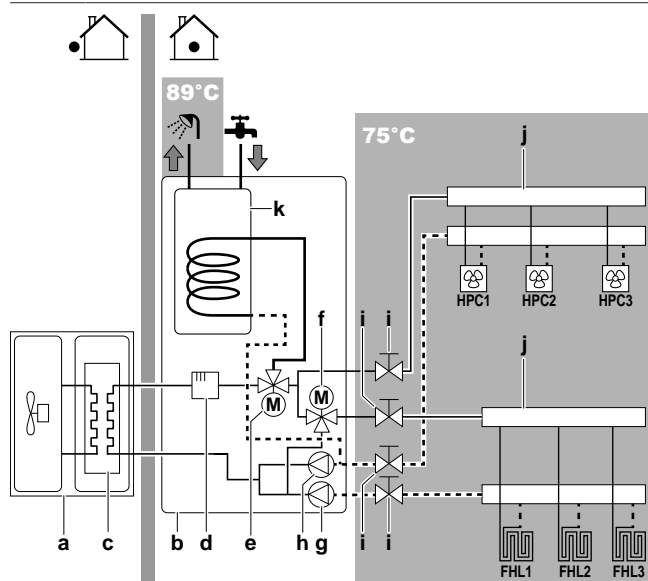 89°C
75°C
j
k
HPC1 HPC2 HPC3
f i i
j
M
M
a c b d e h g i i
FHL1 FHL2 FHL3